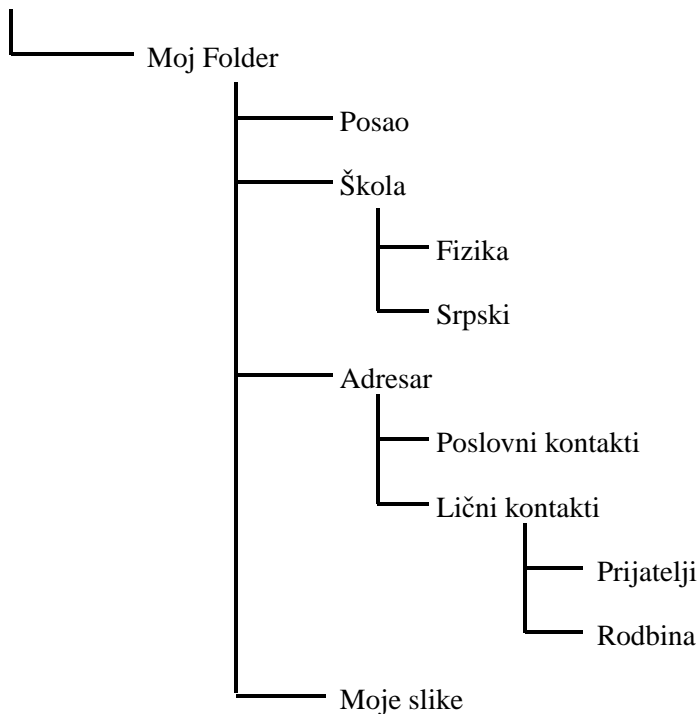 Moj Folder
Posao
Škola
Fizika
Srpski
Adresar
Poslovni kontakti
Lični kontakti
Prijatelji
Rodbina
Moje slike